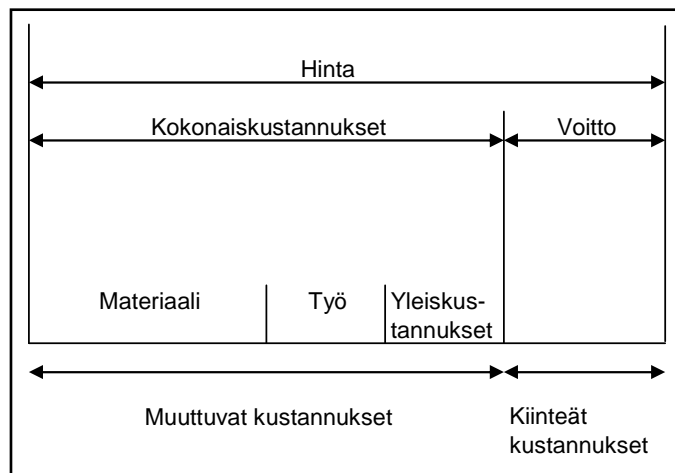 Hinta
Kokonaiskustannukset Voitto
Materiaali Työ Yleiskus-
tannukset
Muuttuvat kustannukset Kiinteät
kustannukset